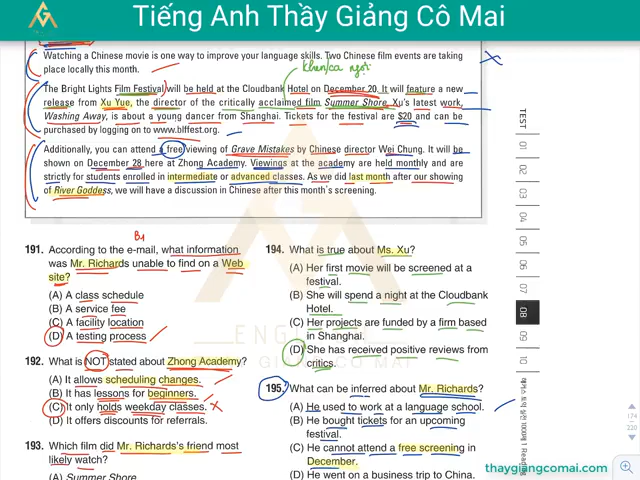 Tiếng Anh Thầy Giảng Cô Mai
Watching a Chinese movie is one way to improve your language skills. Two Chinese film events are taking
place locally this month.
khen/ca ngợi
The Bright Lights Film Festival will be held at the Cloudbank Hotel on December 20. It will feature a new
release from Xu Yue, the director of the critically acclaimed film Summer Shore. Xu's latest work,
Washing Away, is about a young dancer from Shanghai. Tickets for the festival are $20 and can be
purchased by logging on to www.blffest.org.
Additionally, you can attend a free viewing of Grave Mistakes by Chinese director Wei Chung. It will be
shown on December 28 here at Zhong Academy. Viewings at the academy are held monthly and are
strictly for students enrolled in intermediate or advanced classes. As we did last month after our showing
of River Goddess, we will have a discussion in Chinese after this month's screening.
191. According to the e-mail, what information
was Mr. Richards unable to find on a Web
site?
(A) A class schedule
(B) A service fee
(C) A facility location
(D) A testing process
192. What is NOT stated about Zhong Academy?
(A) It allows scheduling changes.
(B) It has lessons for beginners.
(C) It only holds weekday classes.
(D) It offers discounts for referrals.
193. Which film did Mr. Richards's friend most
likely watch?
(A) Summer Shore
194. What is true about Ms. Xu?
(A) Her first movie will be screened at a
festival.
(B) She will spend a night at the Cloudbank
Hotel.
(C) Her projects are funded by a firm based
in Shanghai.
(D) She has received positive reviews from
critics.
195. What can be inferred about Mr. Richards?
(A) He used to work at a language school.
(B) He bought tickets for an upcoming
festival.
(C) He cannot attend a free screening in
December.
(D) He went on a business trip to China.
TEST
01
02
03
04
05
06
07
08
09
10
174
220
thaygiangcomai.com